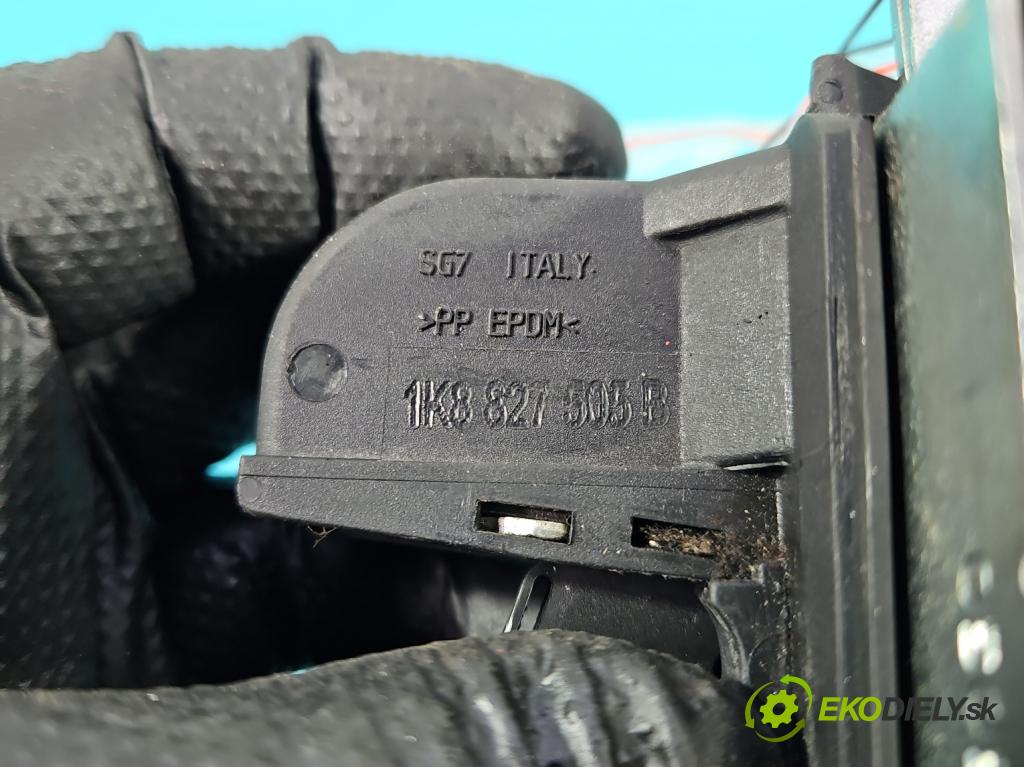 SG7 ITALY
>PP EPDM<
1K8 827 505 B
EKODIELY.sk